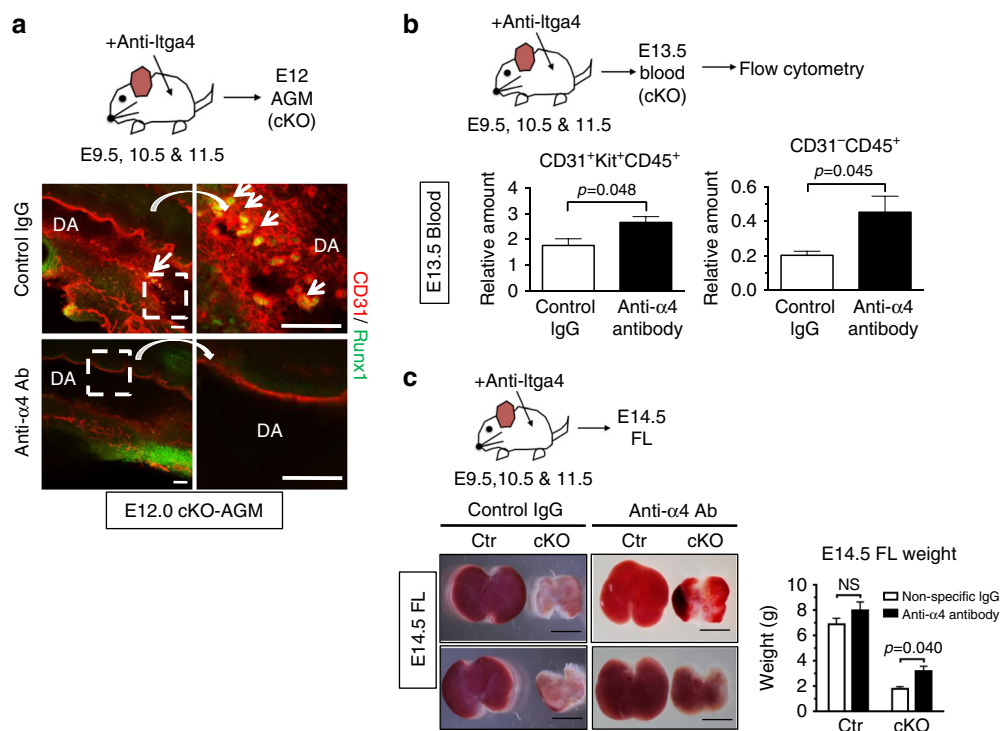 a
+Anti-Itga4
E12
AGM
(cKO)
E9.5, 10.5 & 11.5
Control IgG
DA
DA
Anti-α4 Ab
DA
DA
CD31/ Runx1
E12.0 cKO-AGM
b
+Anti-Itga4
E13.5
blood
(cKO)
Flow cytometry
E9.5, 10.5 & 11.5
E13.5 Blood
CD31⁺Kit⁺CD45⁺
p=0.048
Relative amount
4
3
2
1
0
Control
IgG
Anti-α4
antibody
CD31⁻CD45⁺
p=0.045
Relative amount
0.6
0.4
0.2
0.0
Control
IgG
Anti-α4
antibody
c
+Anti-Itga4
E14.5
FL
E9.5,10.5 & 11.5
Control IgG
Anti-α4 Ab
Ctr
cKO
Ctr
cKO
E14.5 FL
E14.5 FL weight
Weight (g)
10
8
6
4
2
0
NS
Non-specific IgG
Anti-α4 antibody
p=0.040
Ctr
cKO